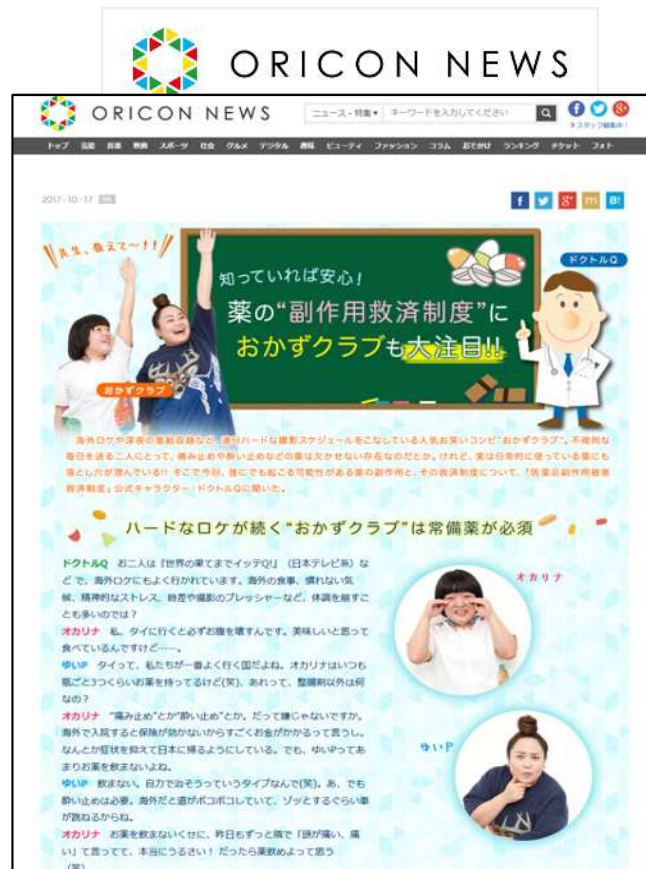 ORICON NEWS
ORICON NEWS
ニュース・特集▼ キーワードを入力してください
トップ 芸能 音楽 映画 スポーツ 社会 グルメ デジタル 趣味 ビューティ ファッション コラム おでかけ ランキング チケット フォト
2017-10-17
先生、教えて〜!!
ドクトルQ
知っていれば安心!
薬の“副作用救済制度”に
おかずクラブも大注目!!
おかずクラブ
海外ロケや深夜の番組収録など、連日ハードな撮影スケジュールをこなしている人気お笑いコンビ“おかずクラブ”。不規則な
毎日を送る二人にとって、痛み止めや酔い止めなどの薬は欠かせない存在なのだとか。けれど、実は日常的に使っている薬にも
落とし穴が潜んでいる!! そこで今回、誰にでも起こる可能性がある薬の副作用と、その救済制度について、「医薬品副作用被害
救済制度」公式キャラクター・ドクトルQに聞いた。
ハードなロケが続く“おかずクラブ”は常備薬が必須
ドクトルQ お二人は『世界の果てまでイッテQ!』（日本テレビ系）な
どで、海外ロケにもよく行かれています。海外の食事、慣れない気
候、精神的なストレス、時差や撮影のプレッシャーなど、体調を崩すこ
とも多いのでは？
オカリナ 私、タイに行くと必ずお腹を壊すんです。美味しいと思って
食べているんですけど……。
ゆいP タイって、私たちが一番よく行く国だよね。オカリナはいつも
瓶ごと3つくらいお薬を持ってるけど(笑)、あれって、整腸剤以外は何
なの？
オカリナ “痛み止め”とか“酔い止め”とか。だって嫌じゃないですか。
海外で入院すると保険が効かないからすごくお金がかかるって言うし。
なんとか症状を抑えて日本に帰るようにしている。でも、ゆいPってあ
まりお薬を飲まないよね。
ゆいP 飲まない。自力で治そうっていうタイプなんで(笑)。あ、でも
酔い止めは必要。海外だと道がボコボコしていて、ゾッとするぐらい車
が跳ねるからね。
オカリナ お薬を飲まないくせに、昨日もずっと隣で「頭が痛い、痛
い」て言ってて、本当にうるさい！ だったら薬飲めよって思う
(笑)
オカリナ
ゆいP